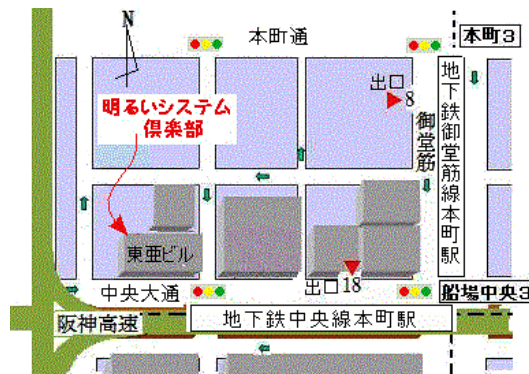 N
本町通
本町3
出口
8
明るいシステム
倶楽部
御堂筋
地下鉄御堂筋線本町駅
東亜ビル
中央大通
出口18
船場中央3
阪神高速
地下鉄中央線本町駅